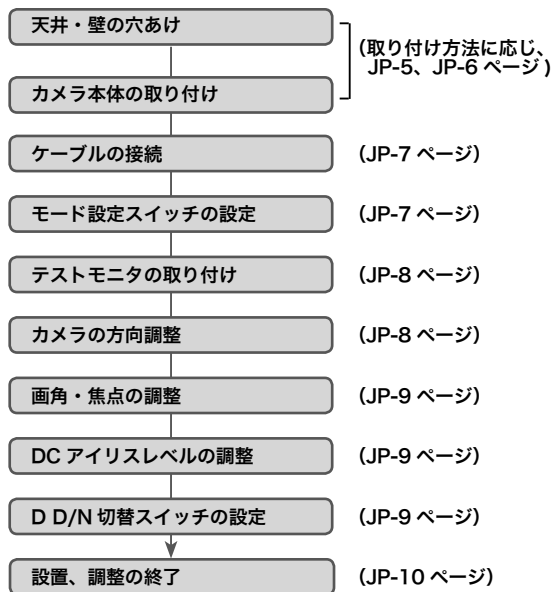 天井・壁の穴あけ
(取り付け方法に応じ、
JP-5、JP-6 ページ )
カメラ本体の取り付け
ケーブルの接続
(JP-7 ページ)
モード設定スイッチの設定
(JP-7 ページ)
テストモニタの取り付け
(JP-8 ページ)
カメラの方向調整
(JP-8 ページ)
画角・焦点の調整
(JP-9 ページ)
DC アイリスレベルの調整
(JP-9 ページ)
D D/N 切替スイッチの設定
(JP-9 ページ)
設置、調整の終了
(JP-10 ページ)